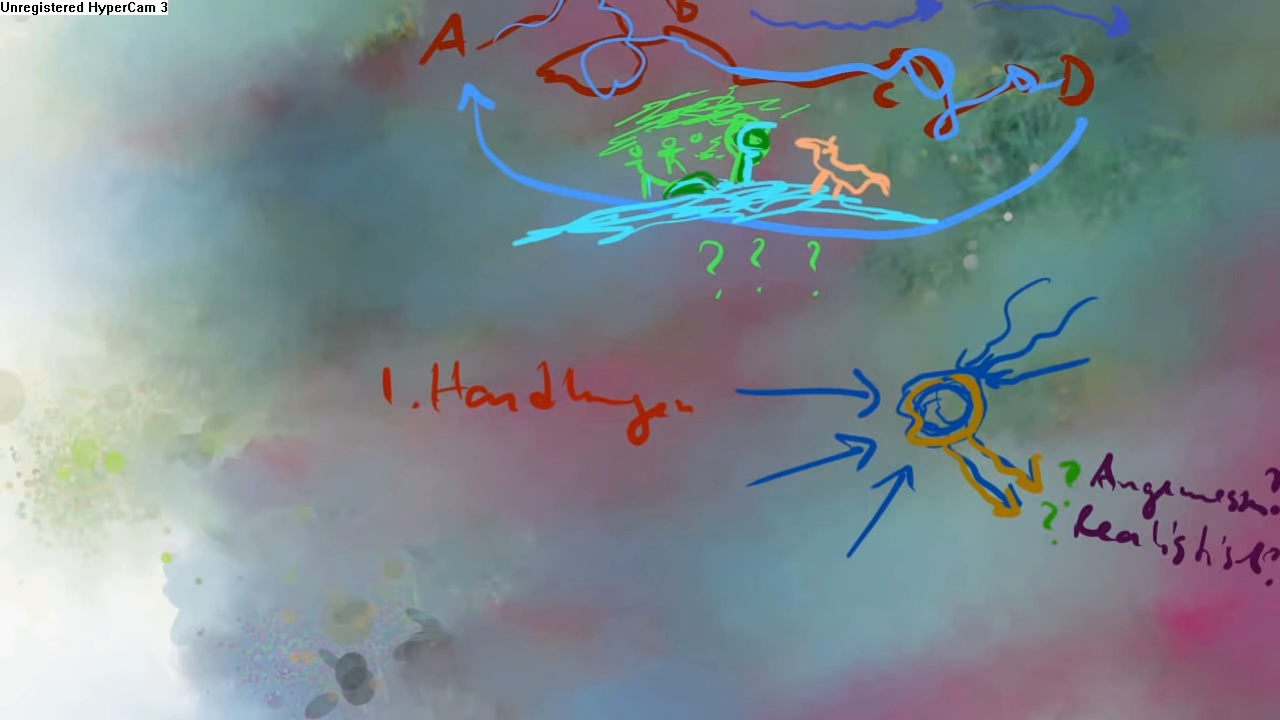 Unregistered HyperCam 3
A B
C D
? ? ?
1. Handlungen
? Angemessen?
? Realistisch?